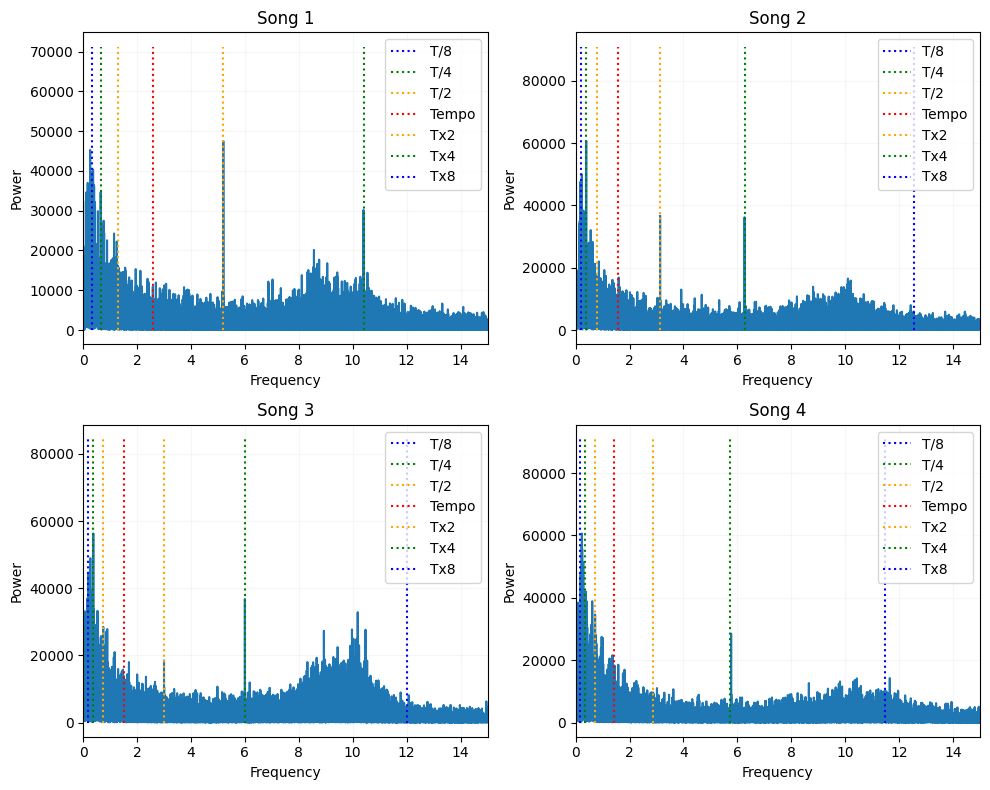 Song 1
70000
60000
50000
40000
30000
20000
10000
0
Power
0 2 4 6 8 10 12 14
Frequency
T/8
T/4
T/2
Tempo
Tx2
Tx4
Tx8
Song 2
80000
60000
40000
20000
0
Power
0 2 4 6 8 10 12 14
Frequency
T/8
T/4
T/2
Tempo
Tx2
Tx4
Tx8
Song 3
80000
60000
40000
20000
0
Power
0 2 4 6 8 10 12 14
Frequency
T/8
T/4
T/2
Tempo
Tx2
Tx4
Tx8
Song 4
80000
60000
40000
20000
0
Power
0 2 4 6 8 10 12 14
Frequency
T/8
T/4
T/2
Tempo
Tx2
Tx4
Tx8